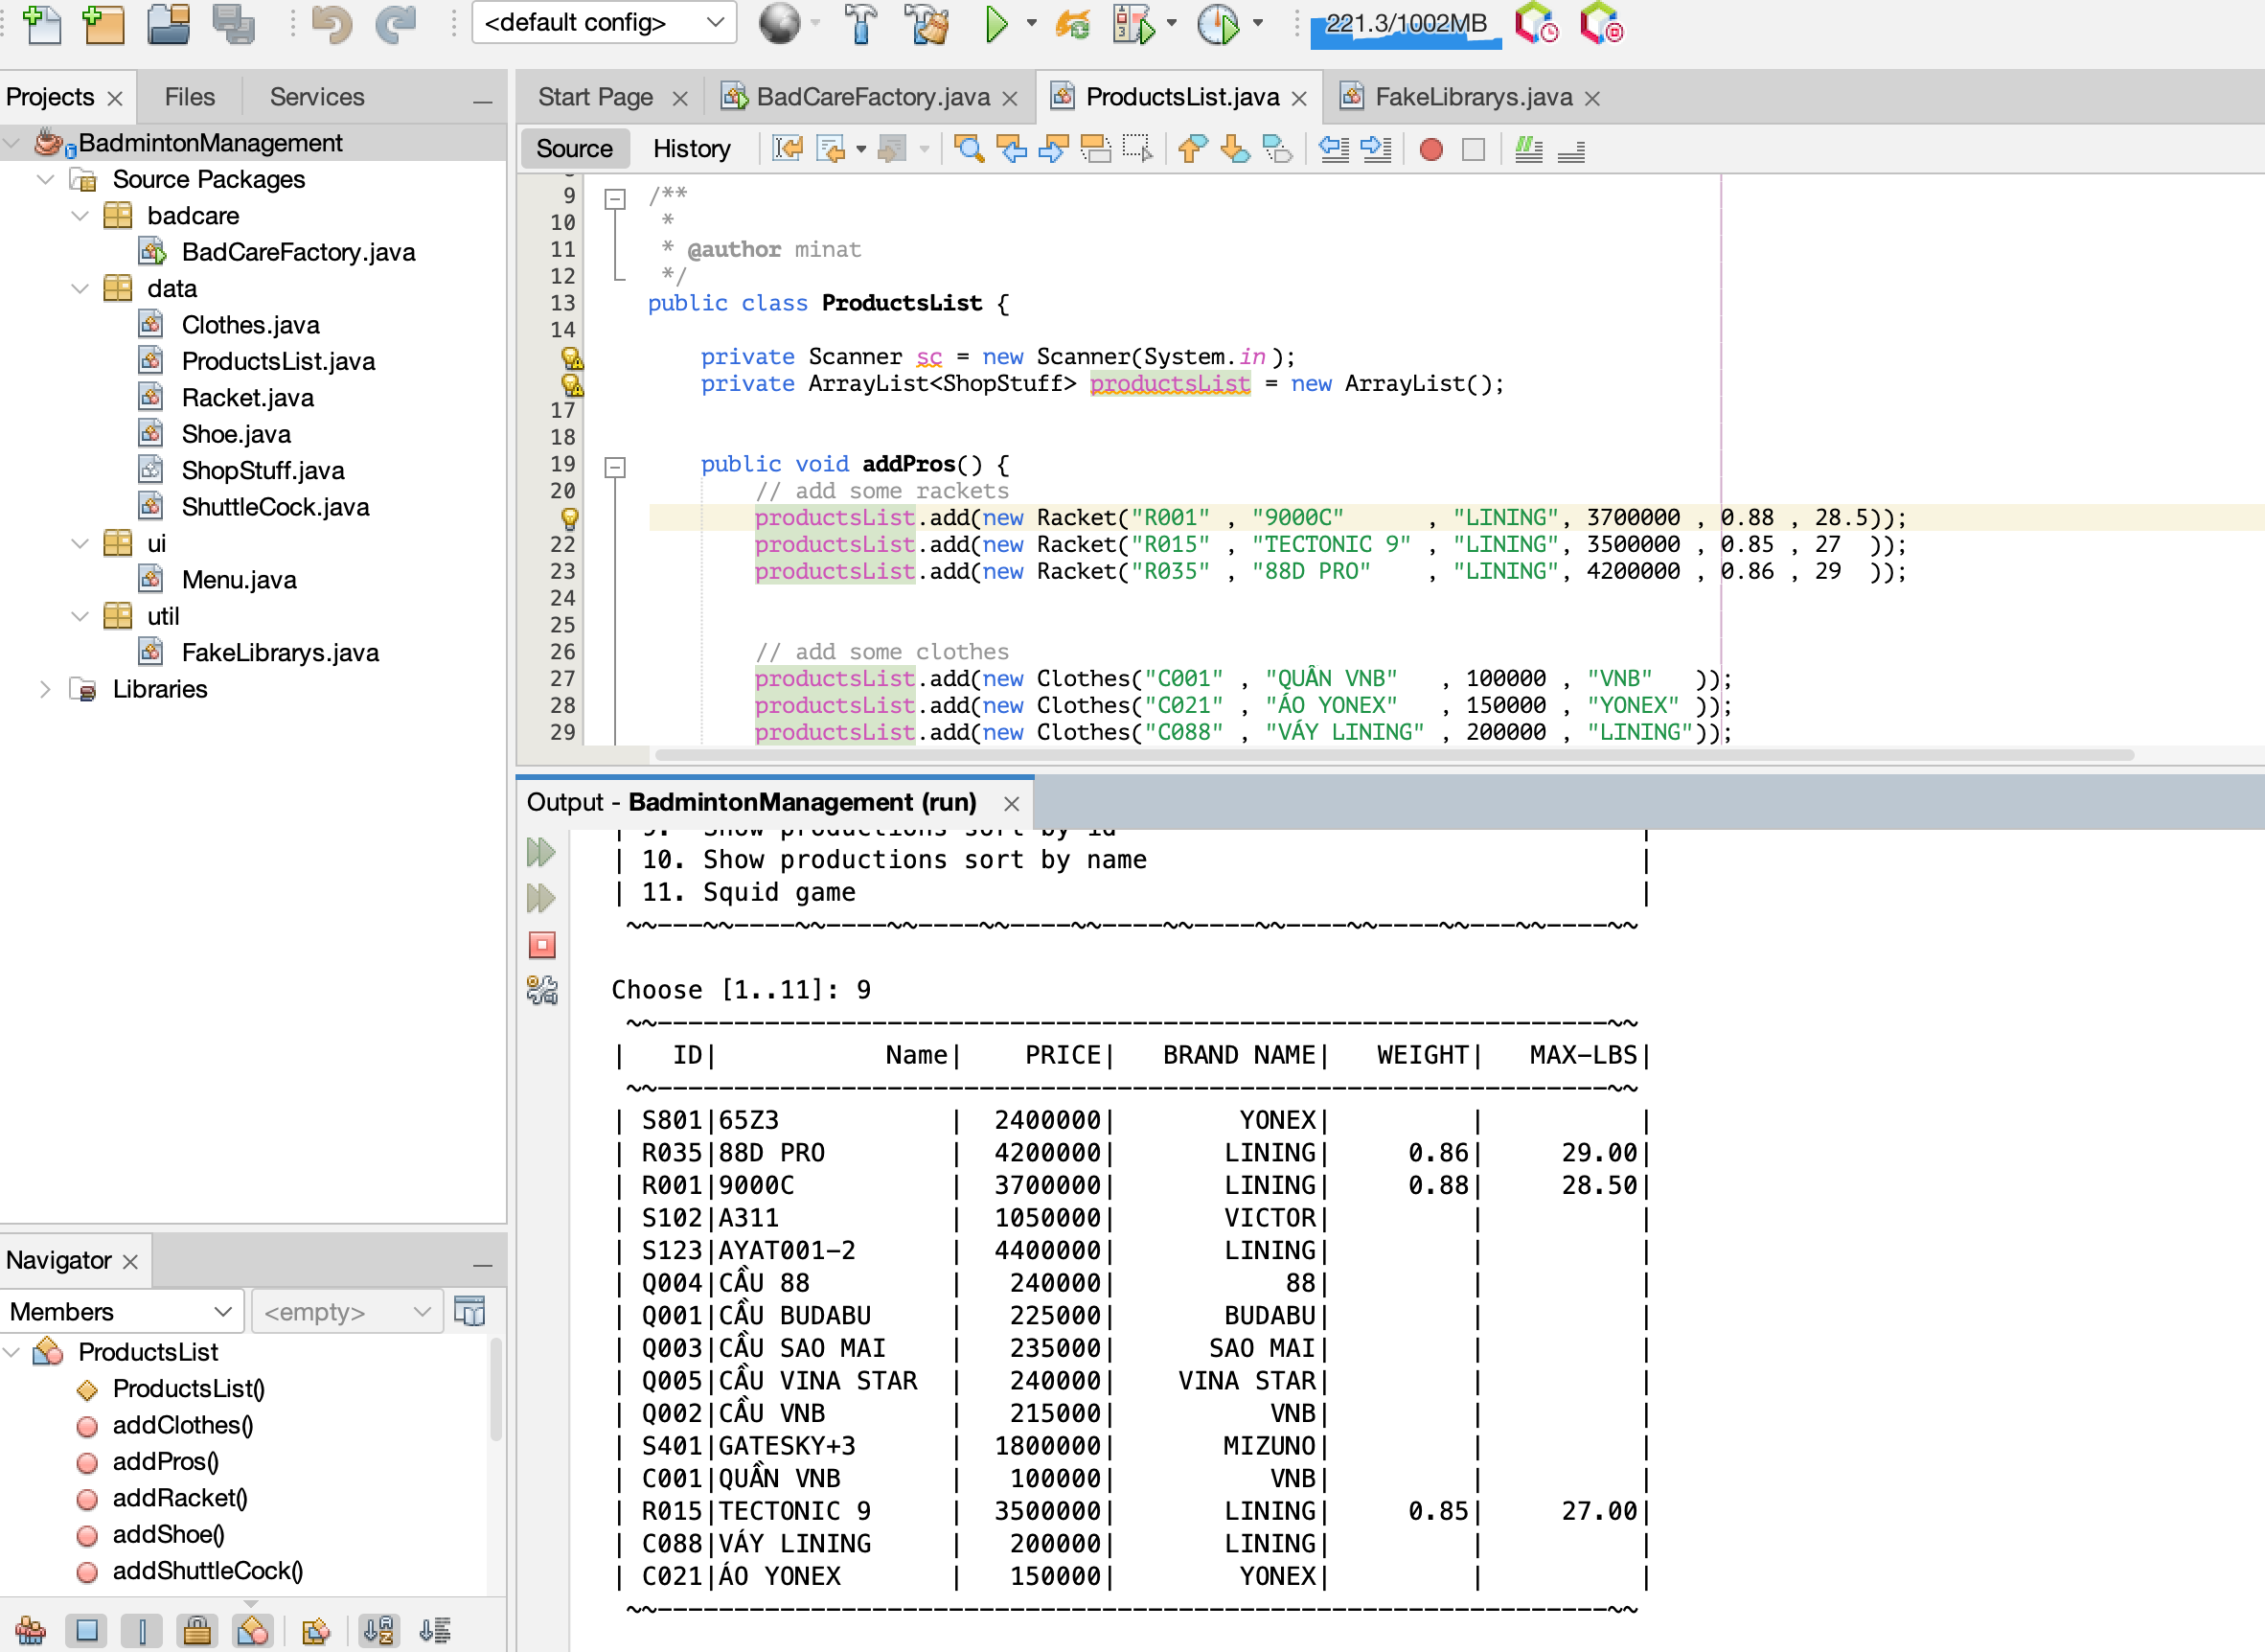 <default config>
221.3/1002MB
Projects
Files
Services
BadmintonManagement
Source Packages
badcare
BadCareFactory.java
data
Clothes.java
ProductsList.java
Racket.java
Shoe.java
ShopStuff.java
ShuttleCock.java
ui
Menu.java
util
FakeLibrarys.java
Libraries
Navigator
Members
<empty>
ProductsList
ProductsList()
addClothes()
addPros()
addRacket()
addShoe()
addShuttleCock()
Start Page
BadCareFactory.java
ProductsList.java
FakeLibrarys.java
Source
History
9 /**
10 *
11 * @author minat
12 */
13 public class ProductsList {
14
private Scanner sc = new Scanner(System.in);
private ArrayList<ShopStuff> productsList = new ArrayList();
17
18
19 public void addPros() {
20 // add some rackets
productsList.add(new Racket("R001" , "9000C" , "LINING", 3700000 , 0.88 , 28.5));
22 productsList.add(new Racket("R015" , "TECTONIC 9" , "LINING", 3500000 , 0.85 , 27 ));
23 productsList.add(new Racket("R035" , "88D PRO" , "LINING", 4200000 , 0.86 , 29 ));
24
25
26 // add some clothes
27 productsList.add(new Clothes("C001" , "QUẦN VNB" , 100000 , "VNB" ));
28 productsList.add(new Clothes("C021" , "ÁO YONEX" , 150000 , "YONEX" ));
29 productsList.add(new Clothes("C088" , "VÁY LINING" , 200000 , "LINING"));
Output - BadmintonManagement (run)
| 9. Show productions sort by id |
| 10. Show productions sort by name |
| 11. Squid game |
~~---~~----~~----~~----~~----~~----~~----~~----~~----~~---~~----~~
Choose [1..11]: 9
~~--------------------------------------------------------------~~
| ID| Name| PRICE| BRAND NAME| WEIGHT| MAX-LBS|
~~--------------------------------------------------------------~~
| S801|65Z3 | 2400000| YONEX| | |
| R035|88D PRO | 4200000| LINING| 0.86| 29.00|
| R001|9000C | 3700000| LINING| 0.88| 28.50|
| S102|A311 | 1050000| VICTOR| | |
| S123|AYAT001-2 | 4400000| LINING| | |
| Q004|CẦU 88 | 240000| 88| | |
| Q001|CẦU BUDABU | 225000| BUDABU| | |
| Q003|CẦU SAO MAI | 235000| SAO MAI| | |
| Q005|CẦU VINA STAR | 240000| VINA STAR| | |
| Q002|CẦU VNB | 215000| VNB| | |
| S401|GATESKY+3 | 1800000| MIZUNO| | |
| C001|QUẦN VNB | 100000| VNB| | |
| R015|TECTONIC 9 | 3500000| LINING| 0.85| 27.00|
| C088|VÁY LINING | 200000| LINING| | |
| C021|ÁO YONEX | 150000| YONEX| | |
~~--------------------------------------------------------------~~